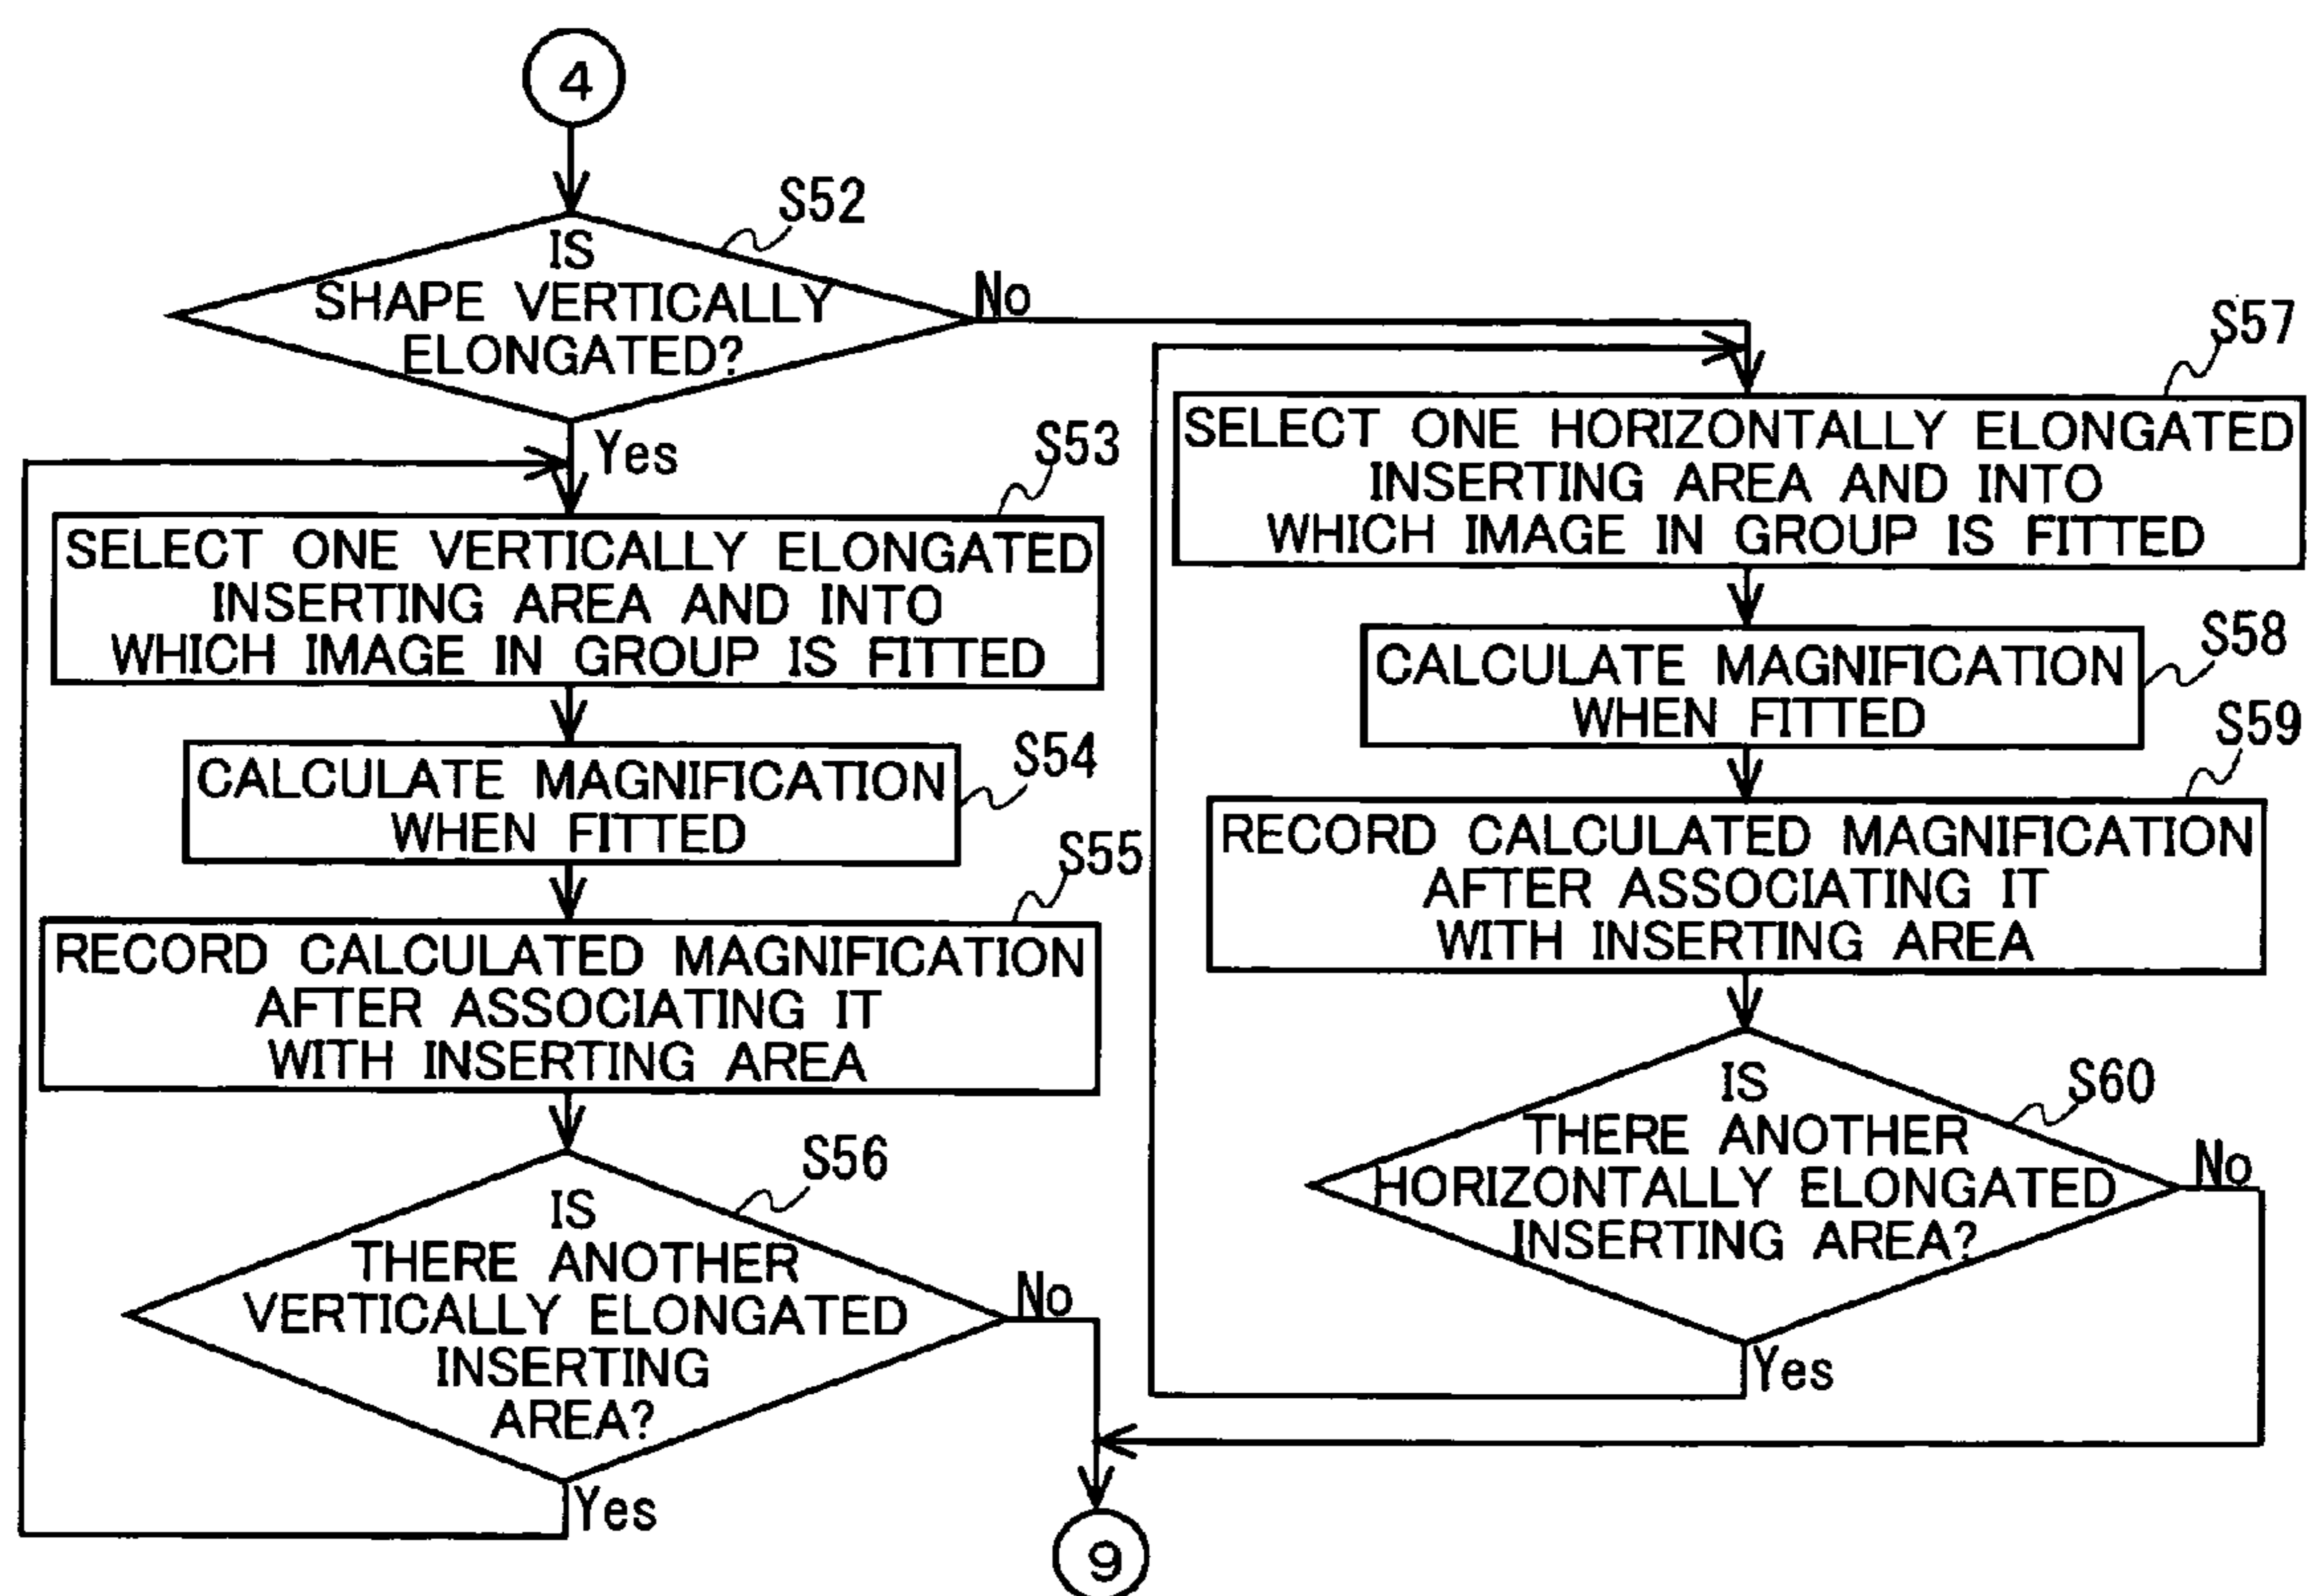 4
S52
IS
SHAPE VERTICALLY
ELONGATED?
No
Yes
S53
SELECT ONE VERTICALLY ELONGATED
INSERTING AREA AND INTO
WHICH IMAGE IN GROUP IS FITTED
S54
CALCULATE MAGNIFICATION
WHEN FITTED
S55
RECORD CALCULATED MAGNIFICATION
AFTER ASSOCIATING IT
WITH INSERTING AREA
S56
IS
THERE ANOTHER
VERTICALLY ELONGATED
INSERTING
AREA?
No
Yes
S57
SELECT ONE HORIZONTALLY ELONGATED
INSERTING AREA AND INTO
WHICH IMAGE IN GROUP IS FITTED
S58
CALCULATE MAGNIFICATION
WHEN FITTED
S59
RECORD CALCULATED MAGNIFICATION
AFTER ASSOCIATING IT
WITH INSERTING AREA
S60
IS
THERE ANOTHER
HORIZONTALLY ELONGATED
INSERTING AREA?
No
Yes
9